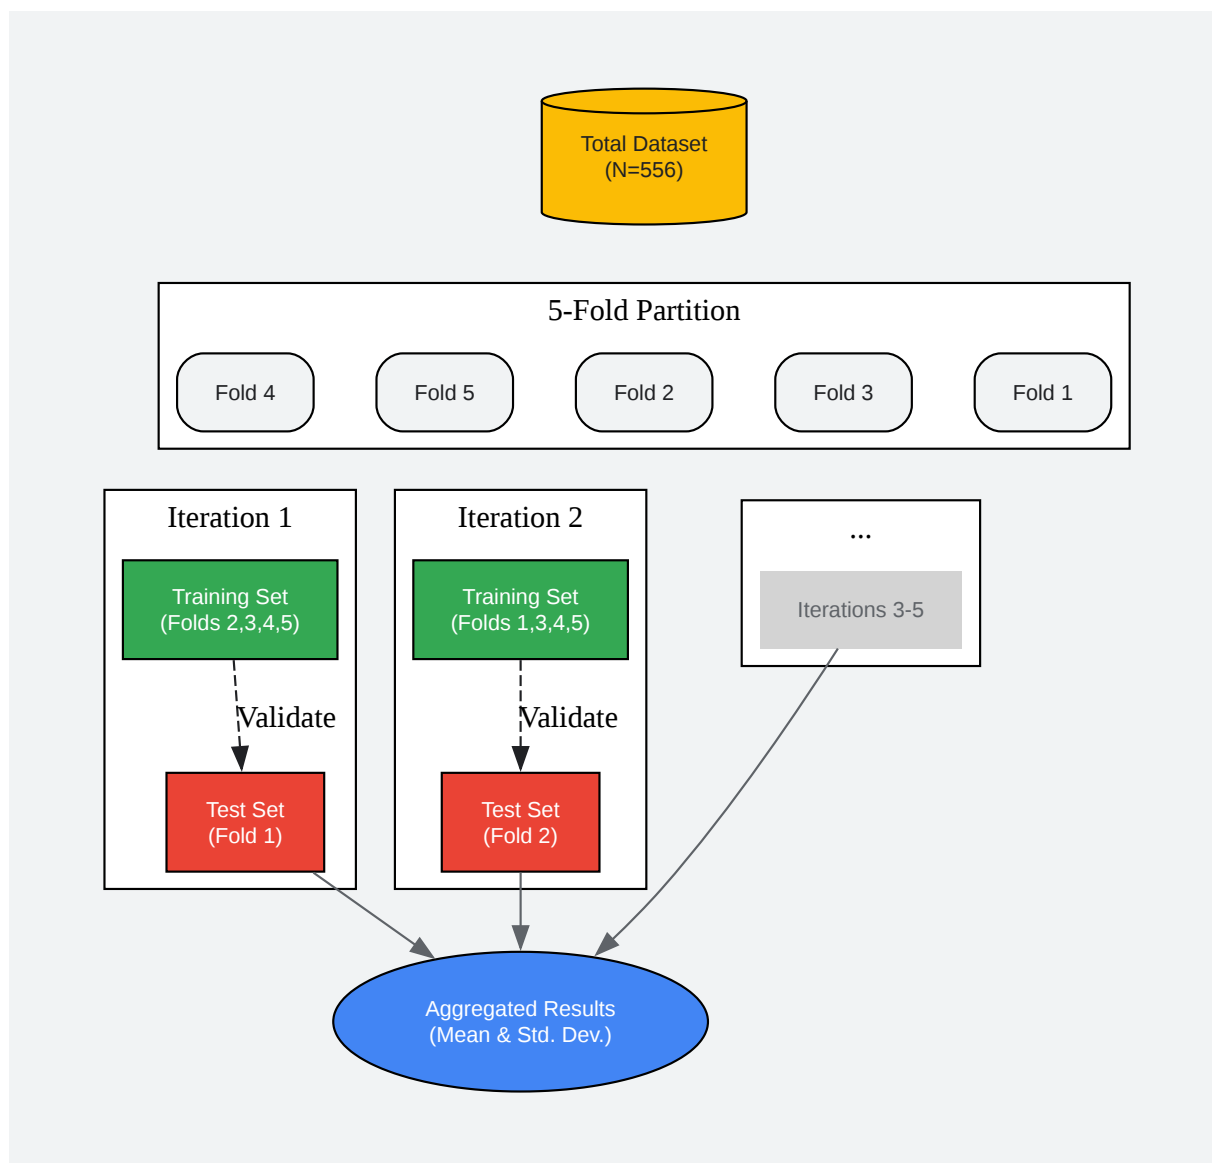 Total Dataset
(N=556)
5-Fold Partition
Fold 4
Fold 5
Fold 2
Fold 3
Fold 1
Iteration 1
Training Set
(Folds 2,3,4,5)
Validate
Test Set
(Fold 1)
Iteration 2
Training Set
(Folds 1,3,4,5)
Validate
Test Set
(Fold 2)
...
Iterations 3-5
Aggregated Results
(Mean & Std. Dev.)